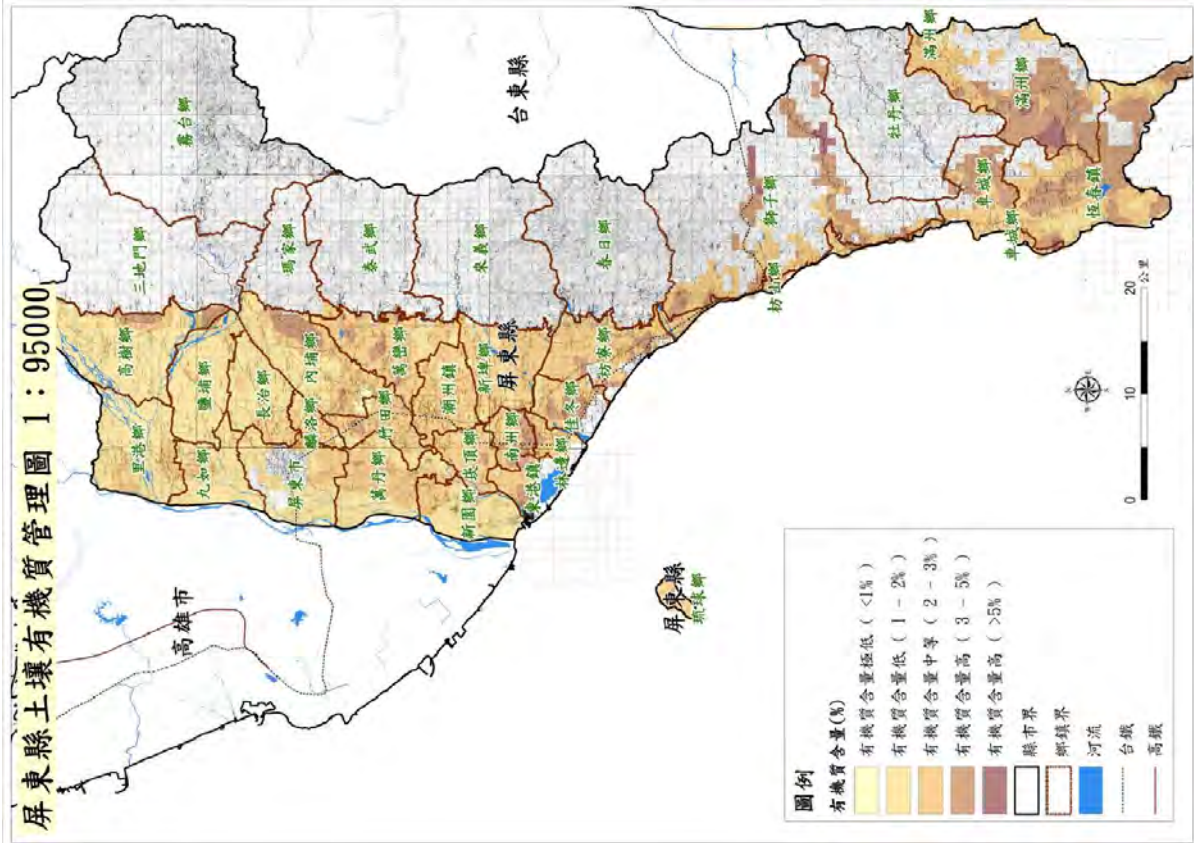 屏東縣土壤有機質管理圖 1：95000
霧台鄉
三地門鄉
瑪家鄉
泰武鄉
來義鄉
春日鄉
台東縣
獅子鄉
牡丹鄉
滿州鄉
滿州鄉
車城鄉
車城鄉
恆春鎮
枋山鄉
高樹鄉
鹽埔鄉
長治鄉
內埔鄉
萬巒鄉
新埤鄉
屏東縣
枋寮鄉
里港鄉
九如鄉
屏東市
麟洛鄉
竹田鄉
潮州鎮
佳冬鄉
萬丹鄉
新園鄉
崁頂鄉
南州鄉
東港鎮
林邊鄉
高雄市
屏東縣
琉球鄉
0 10 20
公里
圖例
有機質含量(%)
有機質含量極低（<1%）
有機質含量低（1 - 2%）
有機質含量中等（2 - 3%）
有機質含量高（3 - 5%）
有機質含量高（>5%）
縣市界
鄉鎮界
河流
台鐵
高鐵